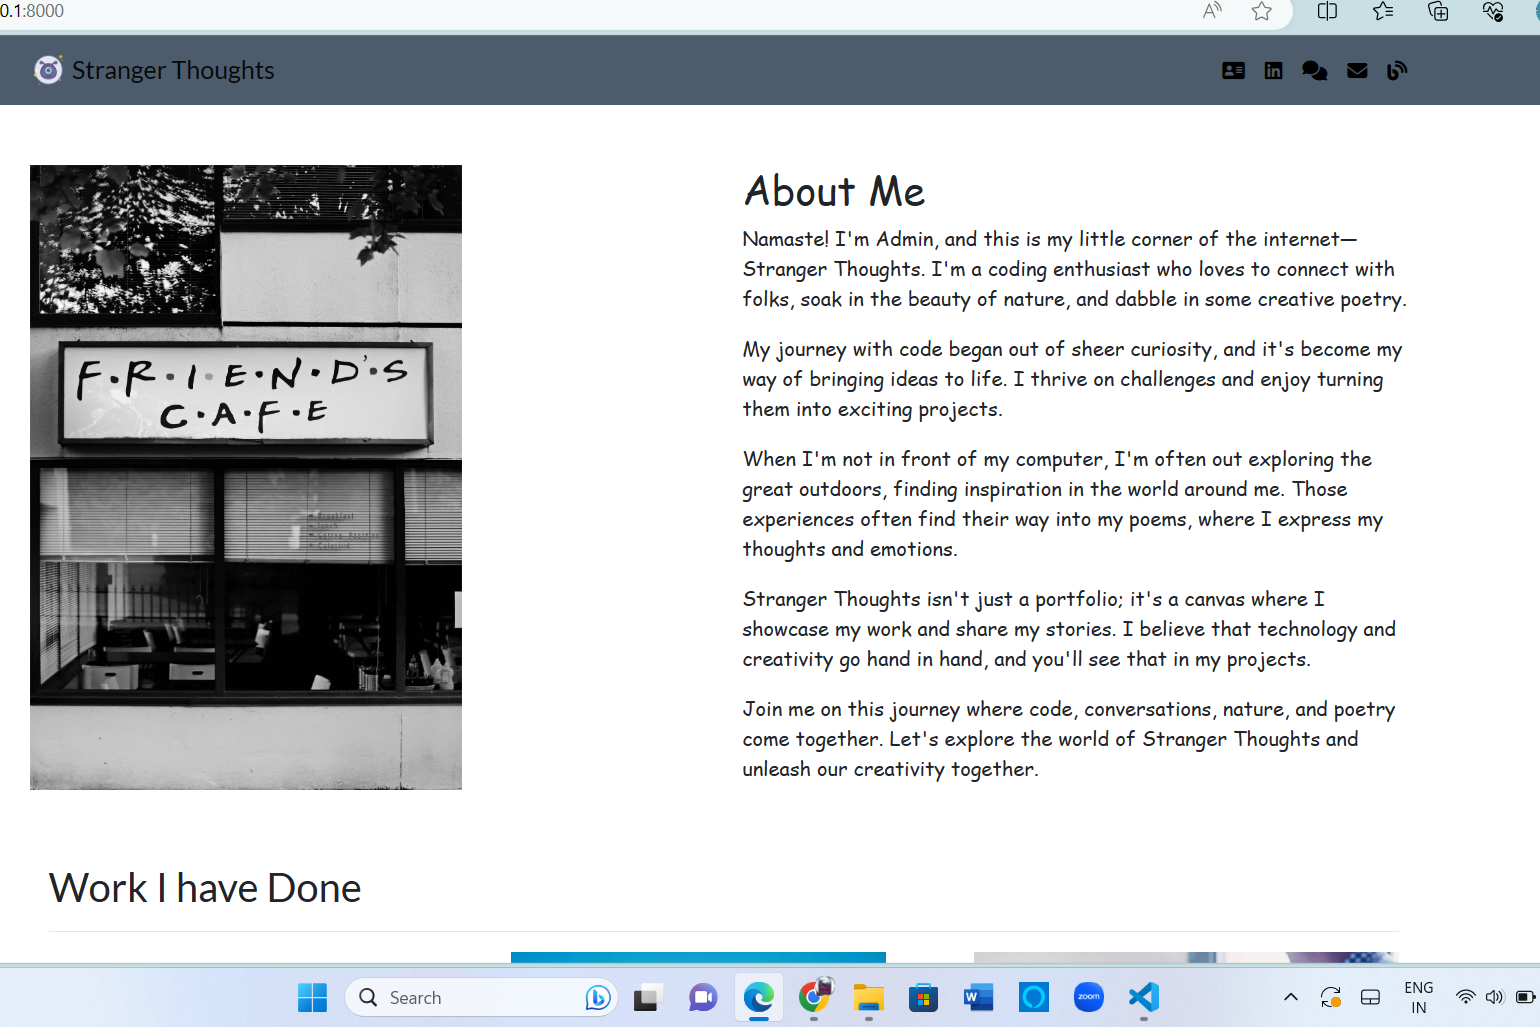 0.1:8000
Stranger Thoughts
F·R·I·E·N·D'S
C·A·F·E
Breakfast
Lunch
Catering
About Me
Namaste! I'm Admin, and this is my little corner of the internet—
Stranger Thoughts. I'm a coding enthusiast who loves to connect with
folks, soak in the beauty of nature, and dabble in some creative poetry.
My journey with code began out of sheer curiosity, and it's become my
way of bringing ideas to life. I thrive on challenges and enjoy turning
them into exciting projects.
When I'm not in front of my computer, I'm often out exploring the
great outdoors, finding inspiration in the world around me. Those
experiences often find their way into my poems, where I express my
thoughts and emotions.
Stranger Thoughts isn't just a portfolio; it's a canvas where I
showcase my work and share my stories. I believe that technology and
creativity go hand in hand, and you'll see that in my projects.
Join me on this journey where code, conversations, nature, and poetry
come together. Let's explore the world of Stranger Thoughts and
unleash our creativity together.
Work I have Done
Search
W
zoom
ENG
IN